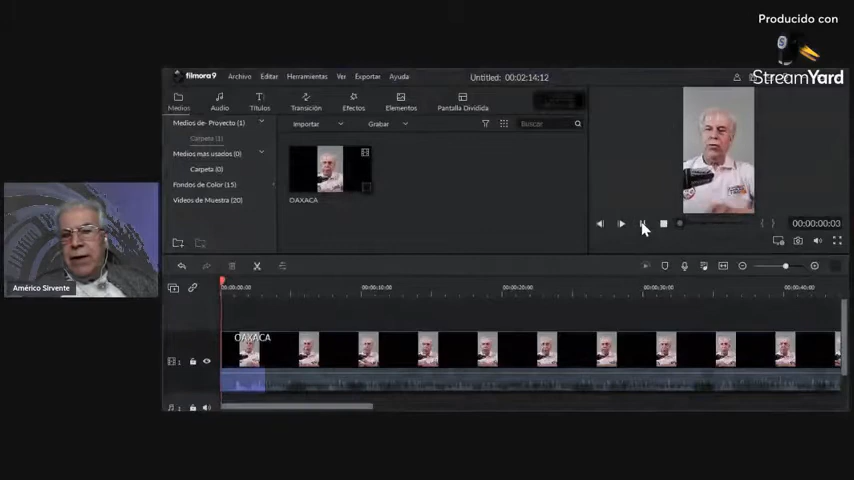 Producido con
StreamYard
filmora9
Archivo Editar Herramientas Ver Exportar Ayuda
Untitled: 00:02:14:12
Medios Audio Títulos Transición Efectos Elementos Pantalla Dividida
Medios de- Proyecto (1)
Carpeta (1)
Medios más usados (0)
Carpeta (0)
Fondos de Color (15)
Videos de Muestra (20)
Importar Grabar Buscar
OAXACA
00:00:00:03
Américo Sirvente
00:00:00:00 00:00:10:00 00:00:20:00 00:00:30:00 00:00:40:00
OAXACA
1
1